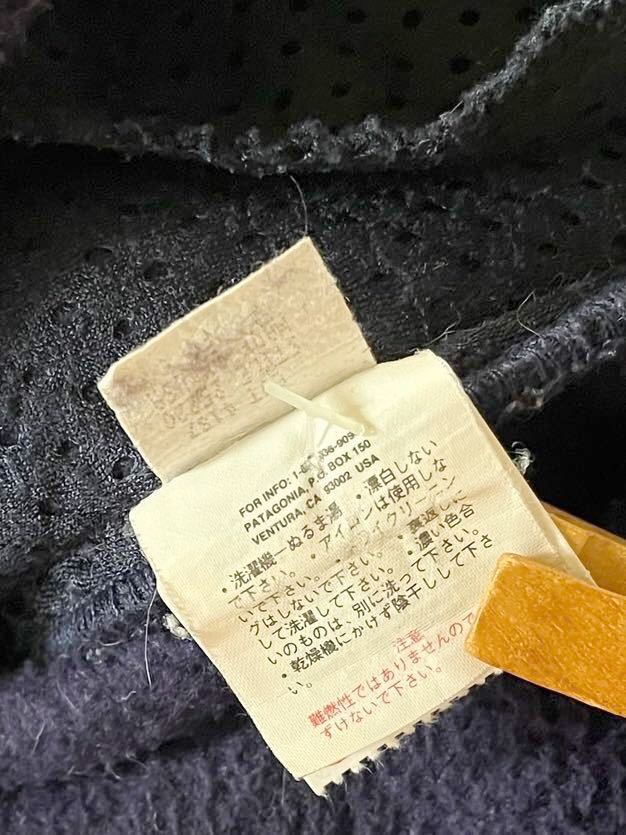 FOR INFO: 1-
PATAGONIA, P.O. BOX 150
VENTURA, CA 93002 USA
・洗濯機―ぬるま湯 ・漂白しない
で下さい。 ・アイロンは使用しな
いで下さい。 ・ドライクリーニン
グはしないで下さい。 ・裏返しに
して洗濯して下さい。 ・濃い色合
いのものは、別に洗って下さい。
・乾燥機にかけず陰干しして下さ
い。
注意
難燃性ではありませんので
ずけないで下さい。